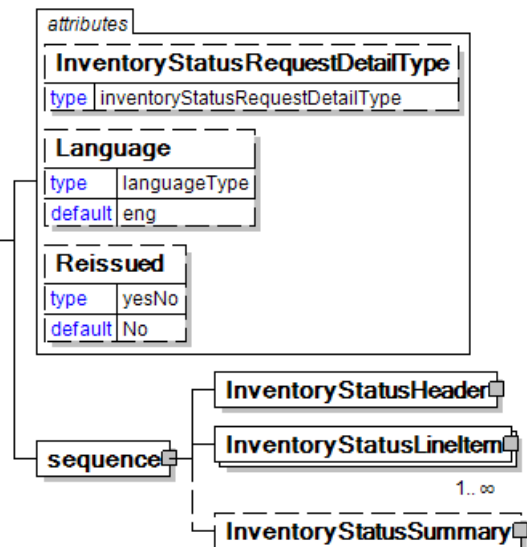 attributes
InventoryStatusRequestDetailType
type inventoryStatusRequestDetailType
Language
type languageType
default eng
Reissued
type yesNo
default No
InventoryStatusHeader
sequence
InventoryStatusLineItem
1.. ∞
InventoryStatusSummary